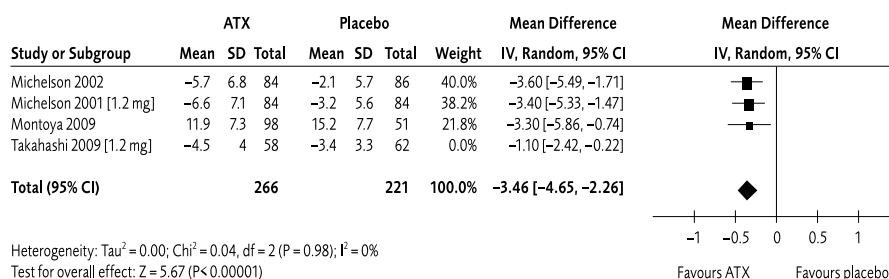 ATX Placebo Mean Difference Mean Difference
Study or Subgroup Mean SD Total Mean SD Total Weight IV, Random, 95% CI IV, Random, 95% CI
Michelson 2002 −5.7 6.8 84 −2.1 5.7 86 40.0% −3.60 [−5.49, −1.71]
Michelson 2001 [1.2 mg] −6.6 7.1 84 −3.2 5.6 84 38.2% −3.40 [−5.33, −1.47]
Montoya 2009 11.9 7.3 98 15.2 7.7 51 21.8% −3.30 [−5.86, −0.74]
Takahashi 2009 [1.2 mg] −4.5 4 58 −3.4 3.3 62 0.0% −1.10 [−2.42, −0.22]
Total (95% CI) 266 221 100.0% −3.46 [−4.65, −2.26]
−1 −0.5 0 0.5 1
Heterogeneity: Tau² = 0.00; Chi² = 0.04, df = 2 (P = 0.98); I² = 0%
Test for overall effect: Z = 5.67 (P< 0.00001)
Favours ATX Favours placebo